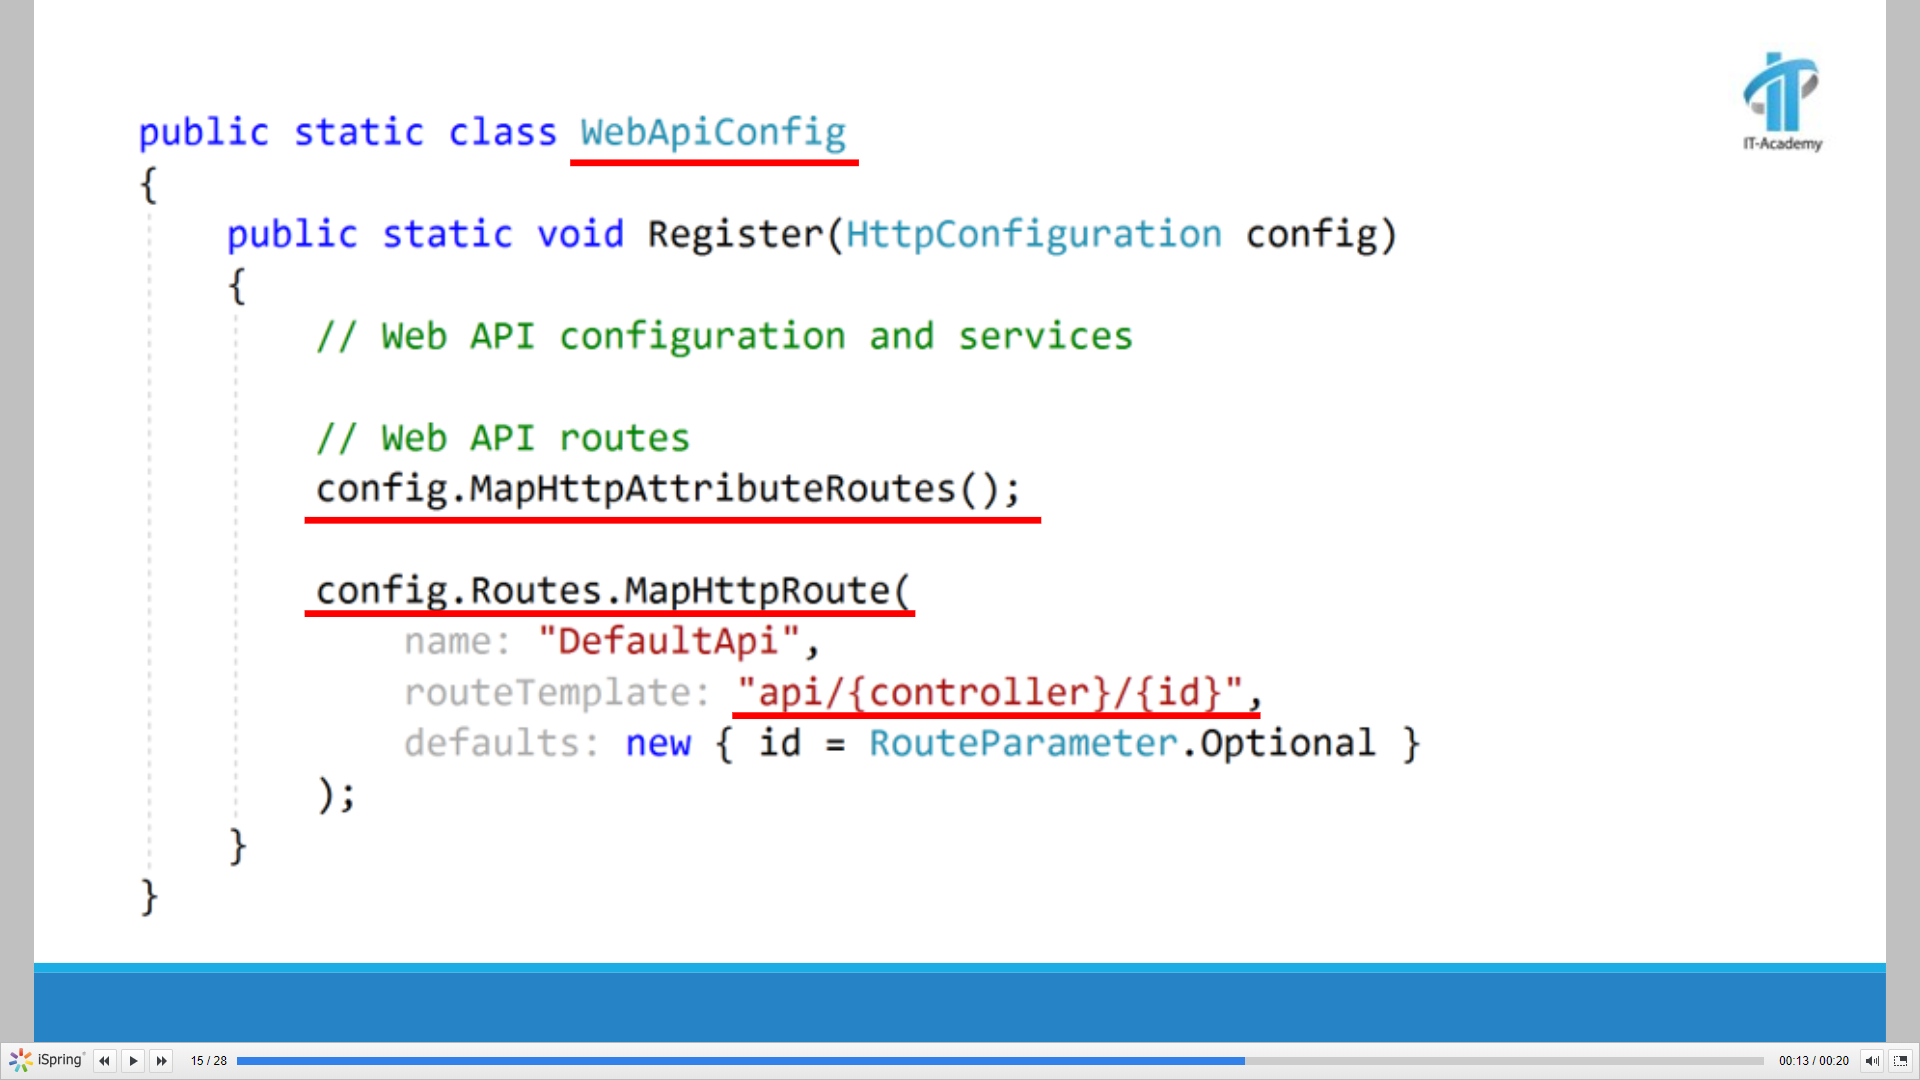 IT-Academy
public static class WebApiConfig
{
public static void Register(HttpConfiguration config)
{
// Web API configuration and services
// Web API routes
config.MapHttpAttributeRoutes();
config.Routes.MapHttpRoute(
name: "DefaultApi",
routeTemplate: "api/{controller}/{id}",
defaults: new { id = RouteParameter.Optional }
);
}
}
iSpring 15 / 28 00:13 / 00:20